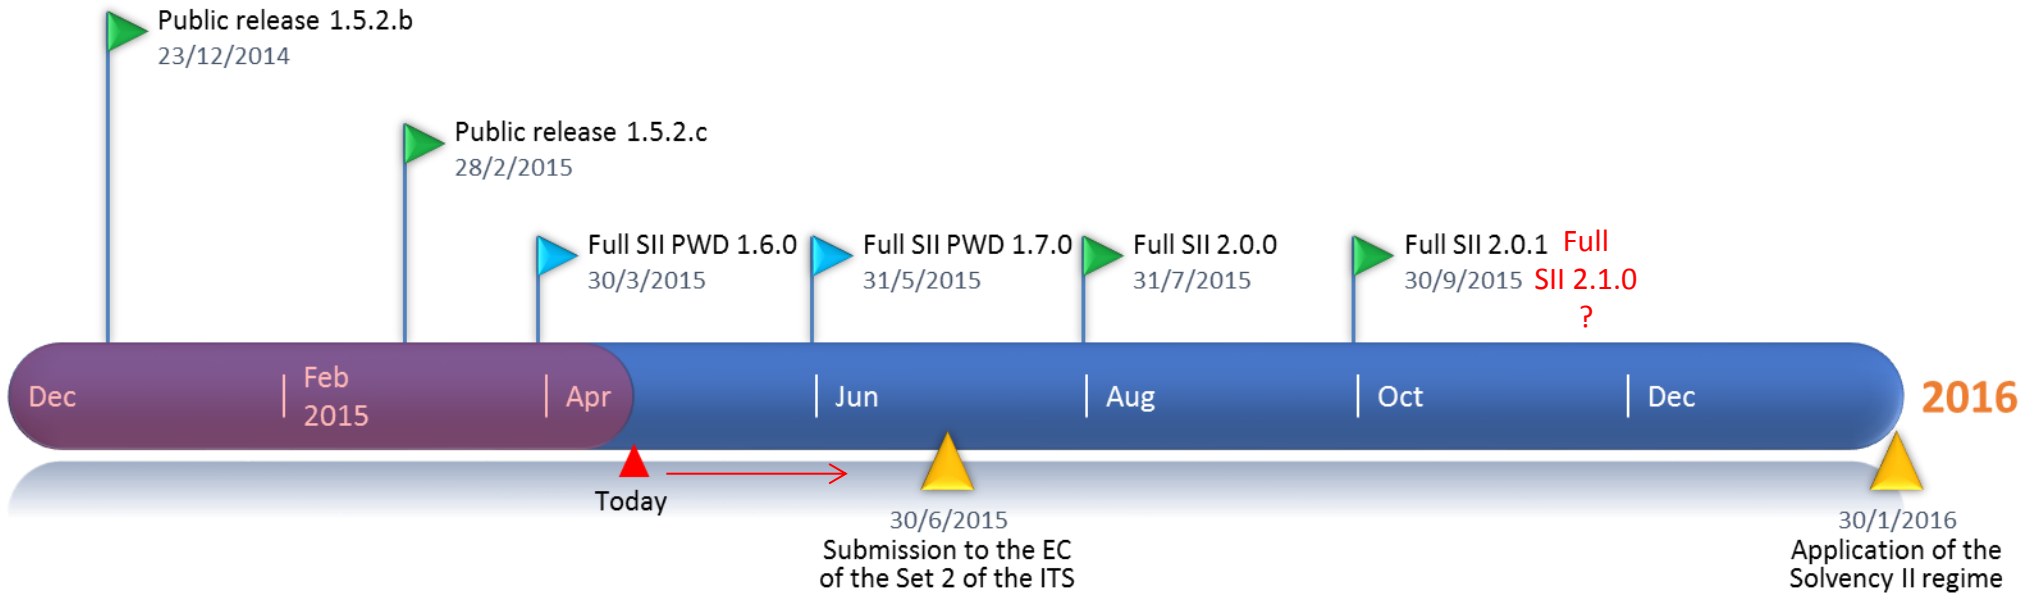 Public release 1.5.2.b
23/12/2014
Public release 1.5.2.c
28/2/2015
Full SII PWD 1.6.0
30/3/2015
Full SII PWD 1.7.0
31/5/2015
Full SII 2.0.0
31/7/2015
Full SII 2.0.1
30/9/2015
Full
SII 2.1.0
?
Dec
Feb
2015
Apr
Jun
Aug
Oct
Dec
2016
Today
30/6/2015
Submission to the EC
of the Set 2 of the ITS
30/1/2016
Application of the
Solvency II regime